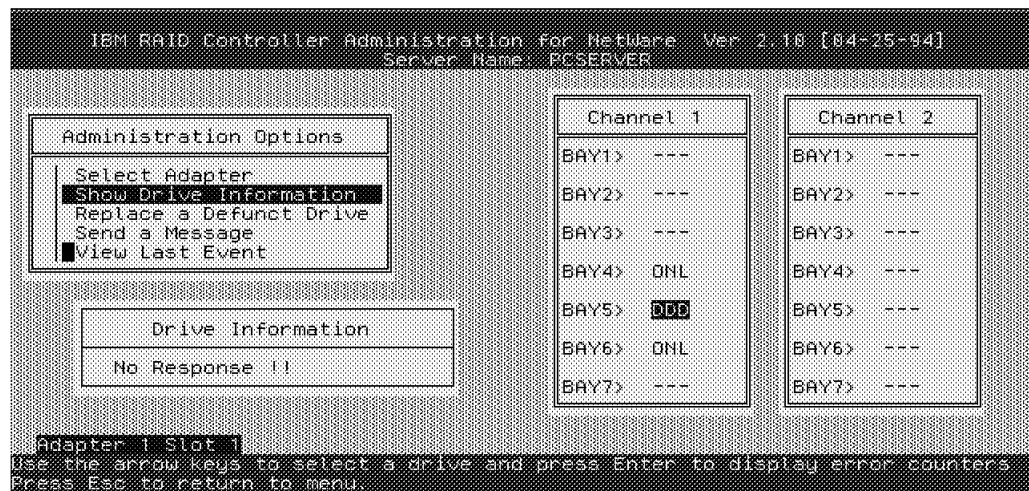 IBM RAID Controller Administration for NetWare  Ver 2.10 [04-25-94]
Server Name: PCSERVER
Administration Options
Select Adapter
Show Drive Information
Replace a Defunct Drive
Send a Message
View Last Event
Drive Information
No Response !!
Channel 1
BAY1>  ---
BAY2>  ---
BAY3>  ---
BAY4>  ONL
BAY5>  DDD
BAY6>  ONL
BAY7>  ---
Channel 2
BAY1>  ---
BAY2>  ---
BAY3>  ---
BAY4>  ---
BAY5>  ---
BAY6>  ---
BAY7>  ---
Adapter 1 Slot 1
Use the arrow keys to select a drive and press Enter to display error counters
Press Esc to return to menu.